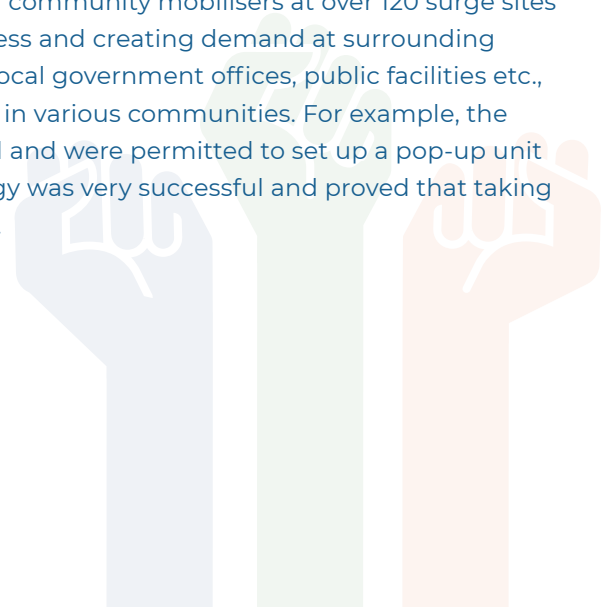 community mobilisers at over 120 surge sites
ess and creating demand at surrounding
ocal government offices, public facilities etc.,
in various communities. For example, the
and were permitted to set up a pop-up unit
gy was very successful and proved that taking